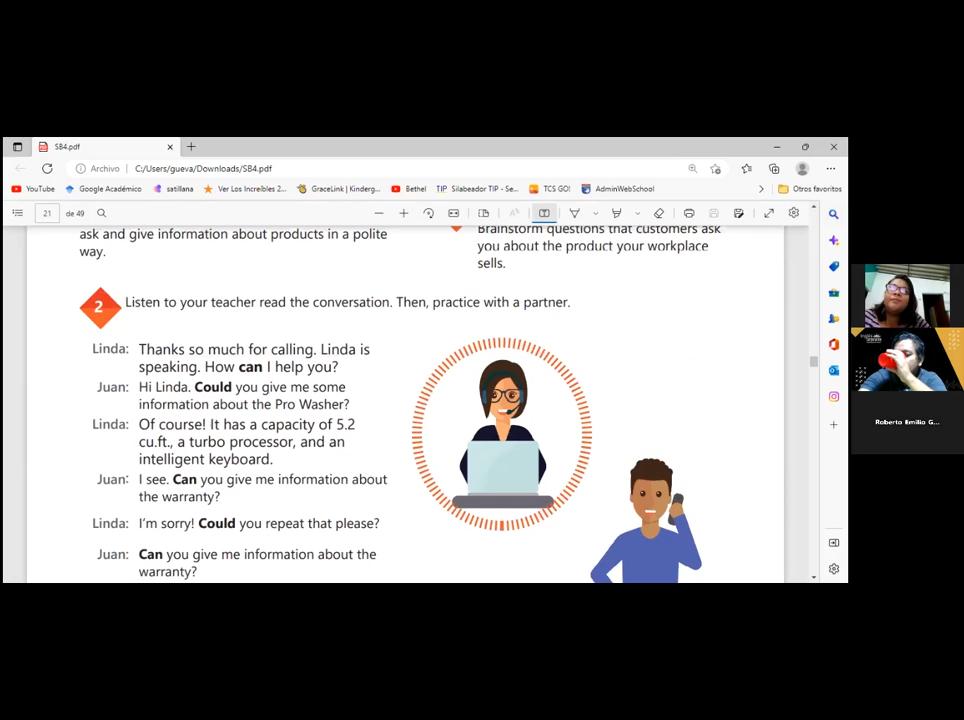 SB4.pdf
Archivo C:/Users/gueva/Downloads/SB4.pdf
YouTube Google Académico satillana Ver Los Increíbles 2... GraceLink | Kinderg... Bethel TIP Silabeador TIP - Se... TCS GO! AdminWebSchool Otros favoritos
21 de 49
ask and give information about products in a polite
way.
Brainstorm questions that customers ask
you about the product your workplace
sells.
2 Listen to your teacher read the conversation. Then, practice with a partner.
Linda: Thanks so much for calling. Linda is
speaking. How can I help you?
Juan: Hi Linda. Could you give me some
information about the Pro Washer?
Linda: Of course! It has a capacity of 5.2
cu.ft., a turbo processor, and an
intelligent keyboard.
Juan: I see. Can you give me information about
the warranty?
Linda: I'm sorry! Could you repeat that please?
Juan: Can you give me information about the
warranty?
Roberto Emilio G...